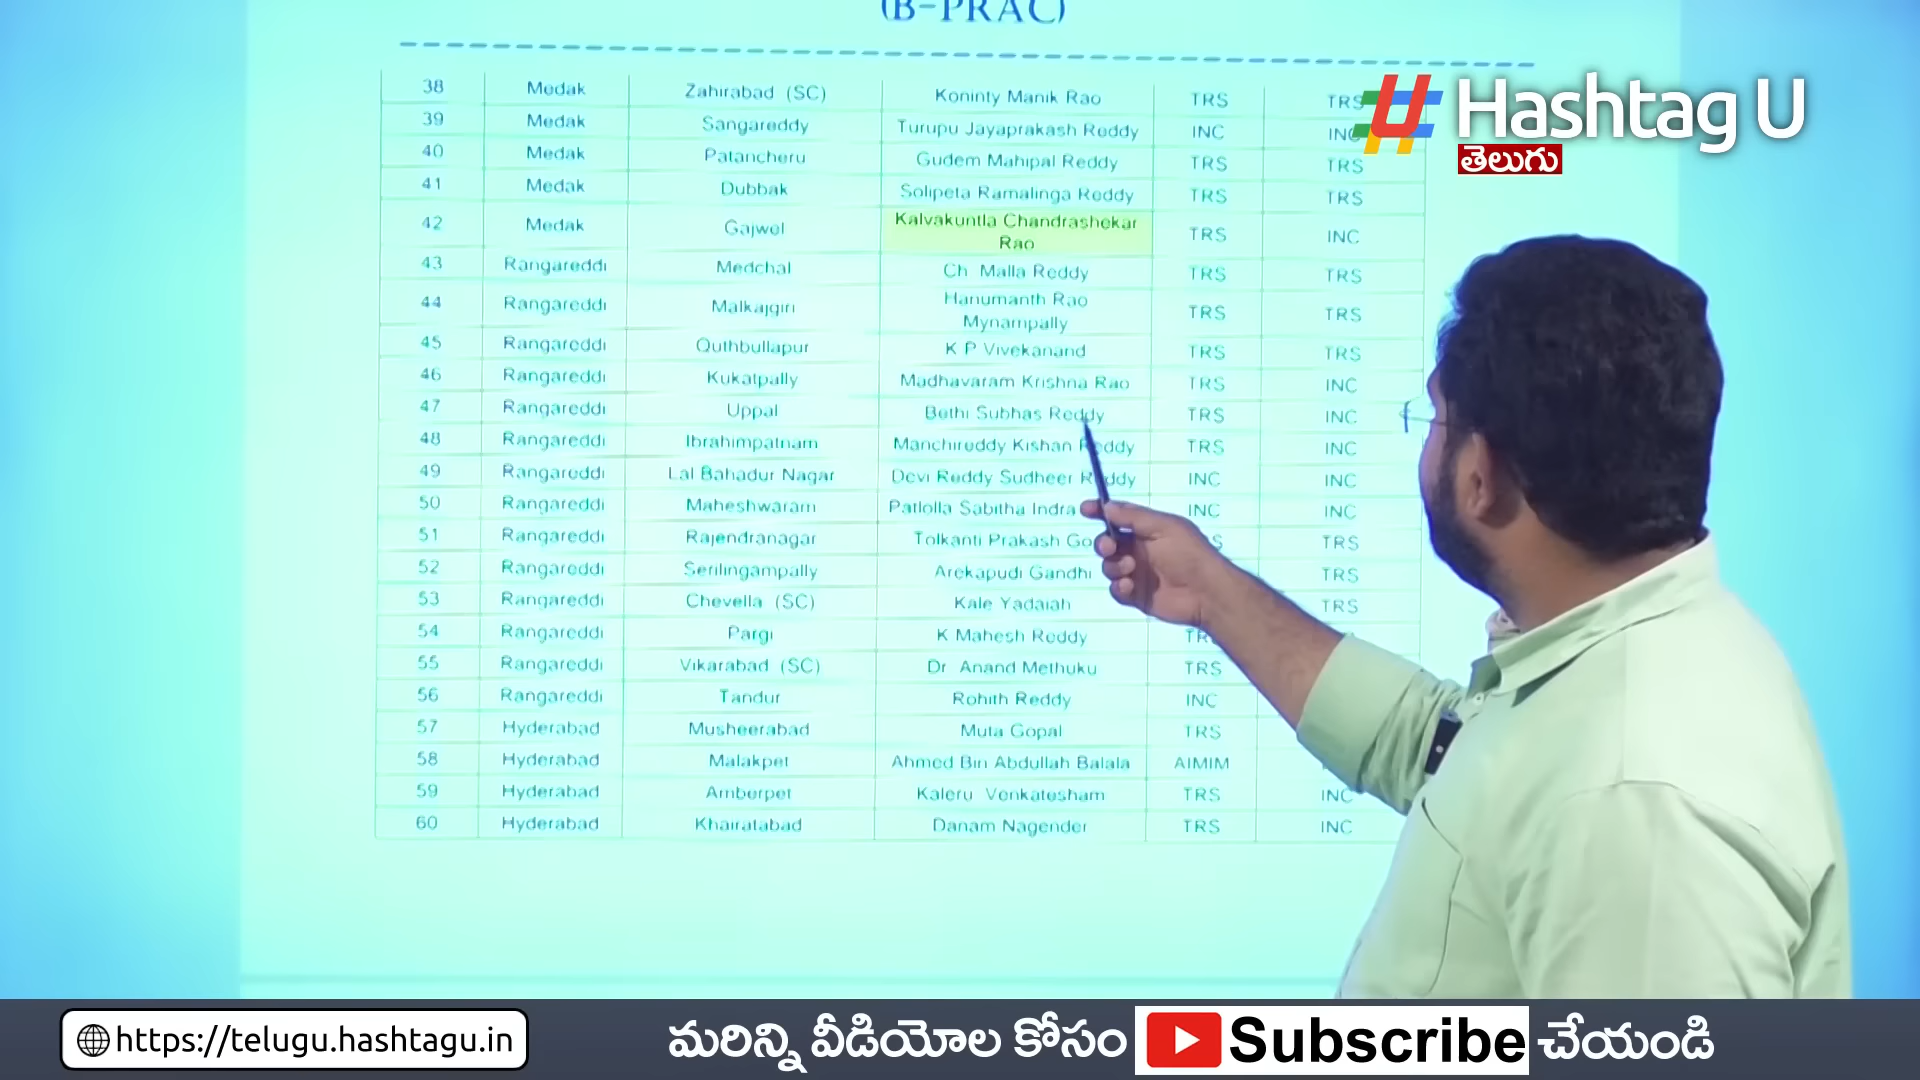 (B-PRAC)
38 Medak Zahirabad (SC) Koninty Manik Rao TRS TRS
39 Medak Sangareddy Turupu Jayaprakash Reddy INC INC
40 Medak Patancheru Gudem Mahipal Reddy TRS TRS
41 Medak Dubbak Solipeta Ramalinga Reddy TRS TRS
42 Medak Gajwel Kalvakuntla Chandrashekar Rao TRS INC
43 Rangareddi Medchal Ch Malla Reddy TRS TRS
44 Rangareddi Malkajgiri Hanumanth Rao Mynampally TRS TRS
45 Rangareddi Quthbullapur K P Vivekanand TRS TRS
46 Rangareddi Kukatpally Madhavaram Krishna Rao TRS INC
47 Rangareddi Uppal Bethi Subhas Reddy TRS INC
48 Rangareddi Ibrahimpatnam Manchireddy Kishan Reddy TRS INC
49 Rangareddi Lal Bahadur Nagar Devi Reddy Sudheer Reddy INC INC
50 Rangareddi Maheshwaram Patlolla Sabitha Indra INC INC
51 Rangareddi Rajendranagar Tolkanti Prakash Go TRS
52 Rangareddi Serilingampally Arekapudi Gandhi TRS
53 Rangareddi Chevella (SC) Kale Yadaiah TRS
54 Rangareddi Pargi K Mahesh Reddy TR
55 Rangareddi Vikarabad (SC) Dr Anand Methuku TRS
56 Rangareddi Tandur Rohith Reddy INC
57 Hyderabad Musheerabad Muta Gopal TRS
58 Hyderabad Malakpet Ahmed Bin Abdullah Balala AIMIM
59 Hyderabad Amberpet Kaleru Venkatesham TRS INC
60 Hyderabad Khairatabad Danam Nagender TRS INC
Hashtag U
తెలుగు
https://telugu.hashtagu.in
మరిన్ని వీడియోల కోసం Subscribe చేయండి